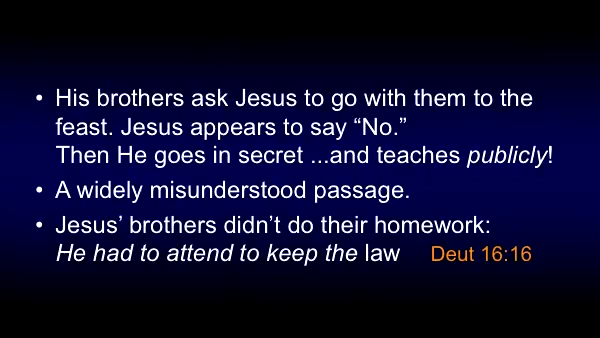 • His brothers ask Jesus to go with them to the
feast. Jesus appears to say “No.”
Then He goes in secret ...and teaches publicly!
• A widely misunderstood passage.
• Jesus’ brothers didn’t do their homework:
He had to attend to keep the law Deut 16:16